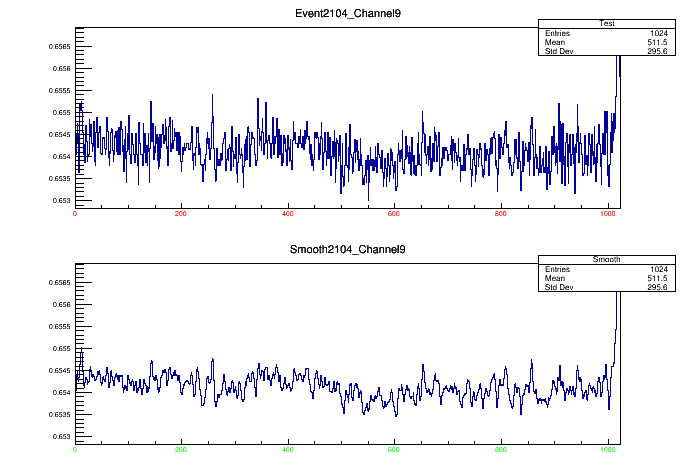 Event2104_Channel9
Test
Entries 1024
Mean 511.5
Std Dev 295.6
0.6565
0.656
0.6555
0.655
0.6545
0.654
0.6535
0.653
0 200 400 600 800 1000
Smooth2104_Channel9
Smooth
Entries 1024
Mean 511.5
Std Dev 295.6
0.6565
0.656
0.6555
0.655
0.6545
0.654
0.6535
0.653
0 200 400 600 800 1000